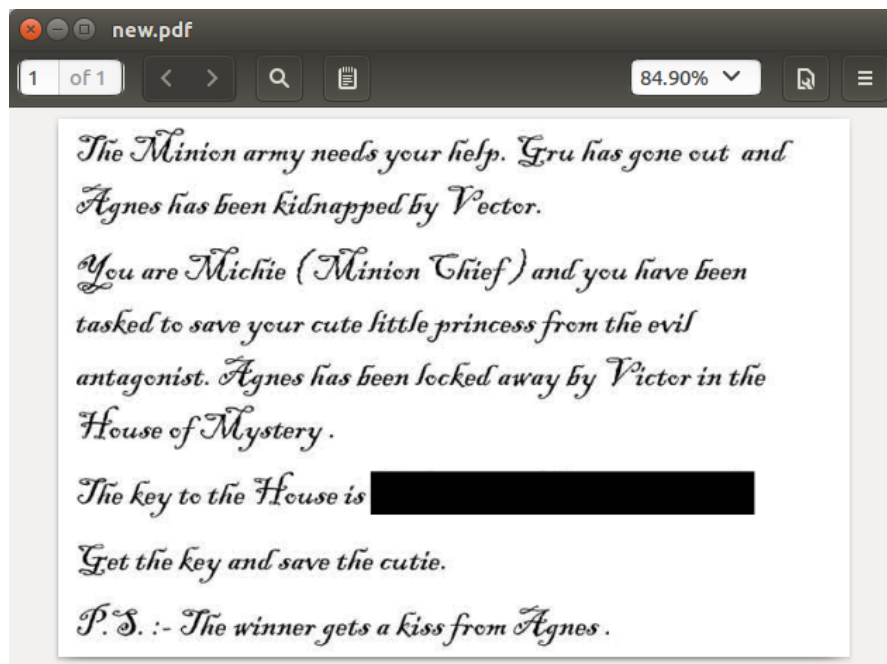 new.pdf
1 of 1 84.90%
The Minion army needs your help. Gru has gone out and
Agnes has been kidnapped by Vector.
You are Michie (Minion Chief) and you have been
tasked to save your cute little princess from the evil
antagonist. Agnes has been locked away by Victor in the
House of Mystery .
The key to the House is
Get the key and save the cutie.
P.S. :- The winner gets a kiss from Agnes .